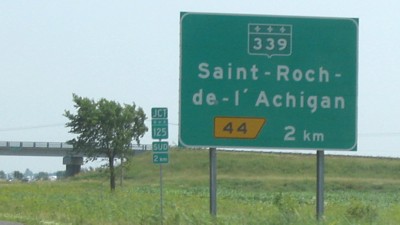 339
Saint-Roch-
de-l'Achigan
44 2 km
JCT
125
SUD
2 km